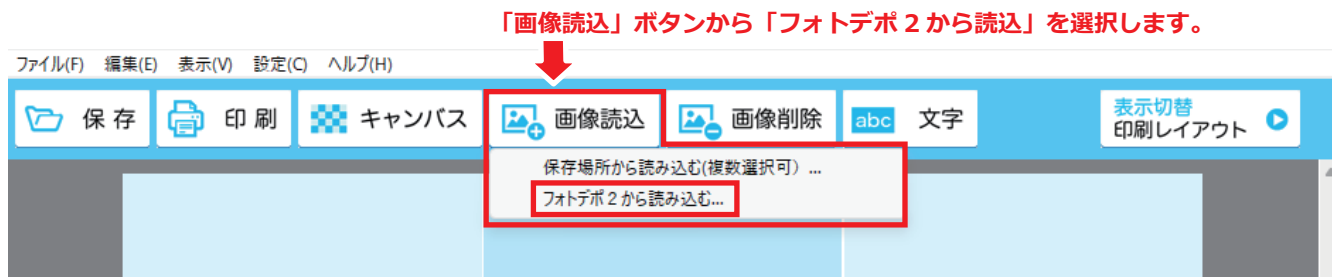 「画像読込」ボタンから「フォトデポ２から読込」を選択します。
ファイル(F) 編集(E) 表示(V) 設定(C) ヘルプ(H)
保存 印刷 キャンバス 画像読込 画像削除 abc 文字 表示切替
印刷レイアウト
保存場所から読み込む(複数選択可) ...
フォトデポ２から読み込む...